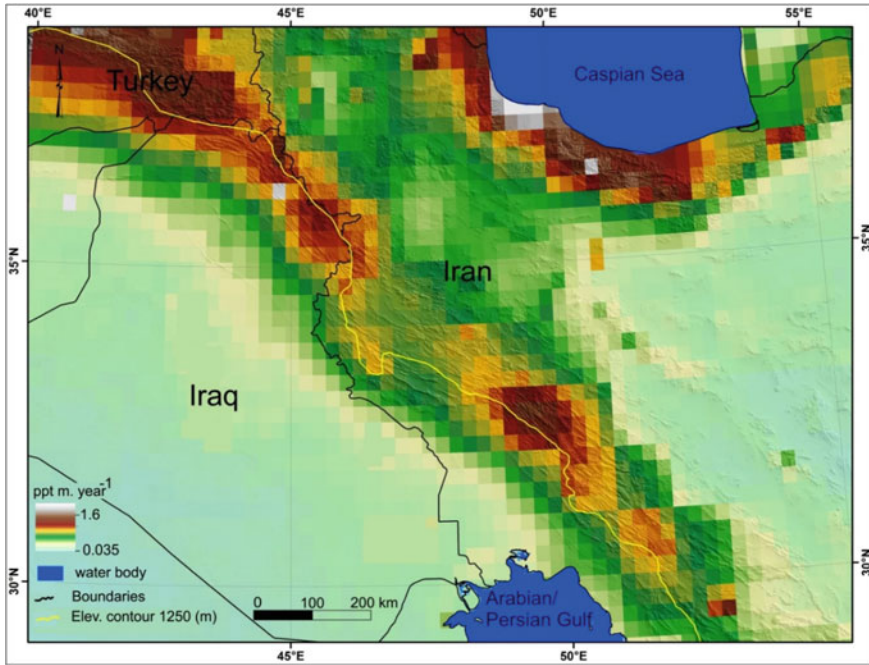 40°E 45°E 50°E 55°E
N
Turkey
Caspian Sea
35°N
35°N
Iran
Iraq
ppt m. year-1
1.6
0.035
water body
Boundaries
Elev. contour 1250 (m)
0 100 200 km
Arabian/
Persian Gulf
30°N
30°N
45°E 50°E